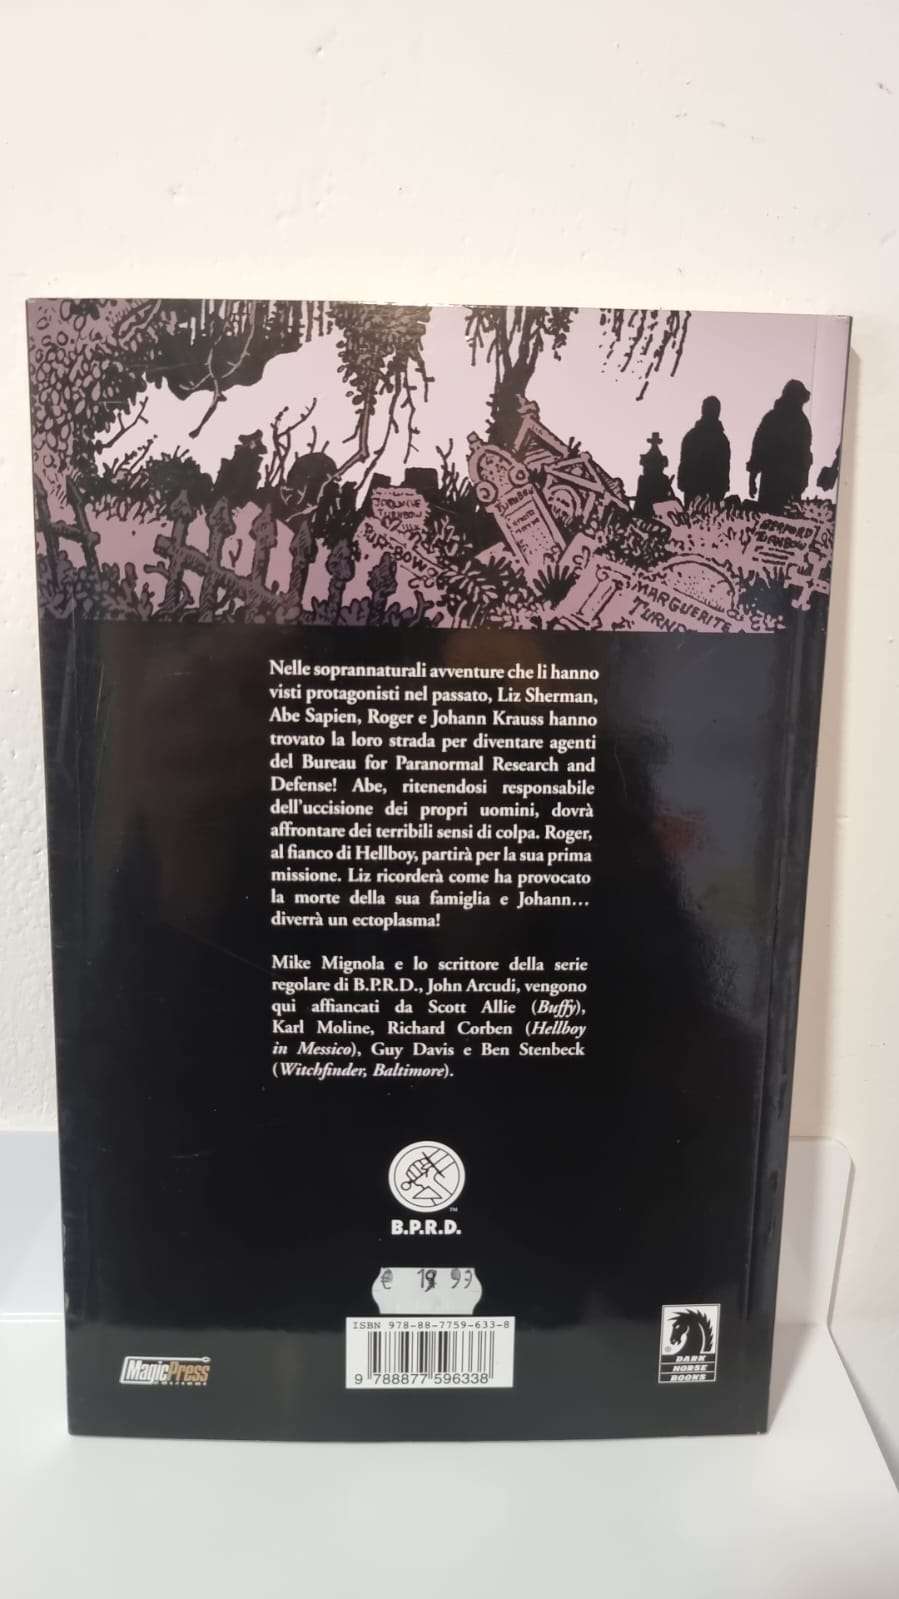 BERNARD
TURNBOW
MARGUERITE
TURN
Nelle soprannaturali avventure che li hanno
visti protagonisti nel passato, Liz Sherman,
Abe Sapien, Roger e Johann Krauss hanno
trovato la loro strada per diventare agenti
del Bureau for Paranormal Research and
Defense! Abe, ritenendosi responsabile
dell'uccisione dei propri uomini, dovrà
affrontare dei terribili sensi di colpa. Roger,
al fianco di Hellboy, partirà per la sua prima
missione. Liz ricorderà come ha provocato
la morte della sua famiglia e Johann...
diverrà un ectoplasma!
Mike Mignola e lo scrittore della serie
regolare di B.P.R.D., John Arcudi, vengono
qui affiancati da Scott Allie (Buffy),
Karl Moline, Richard Corben (Hellboy
in Messico), Guy Davis e Ben Stenbeck
(Witchfinder, Baltimore).
TM
B.P.R.D.
€ 19 99
ISBN 978-88-7759-633-8
9 788877 596338
MagicPress
DARK
HORSE
BOOKS